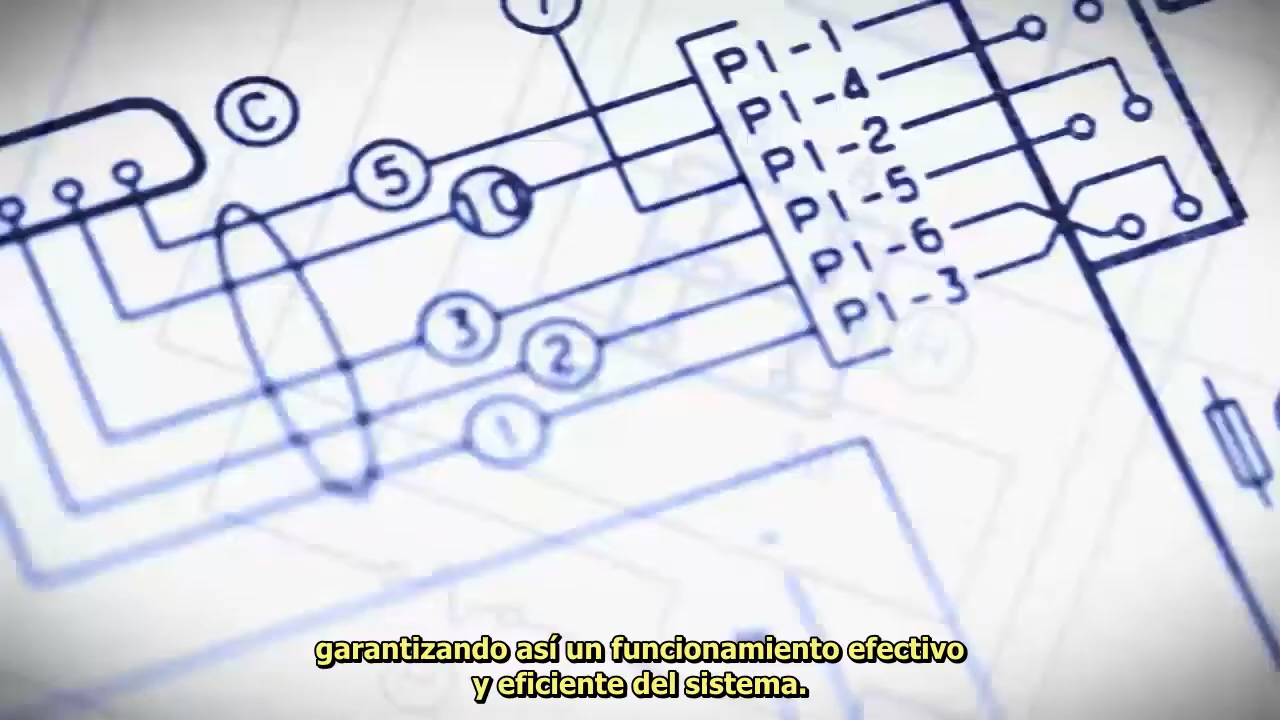 C
5
10
3
2
1
P1-1
P1-4
P1-2
P1-5
P1-6
P1-3
garantizando así un funcionamiento efectivo
y eficiente del sistema.